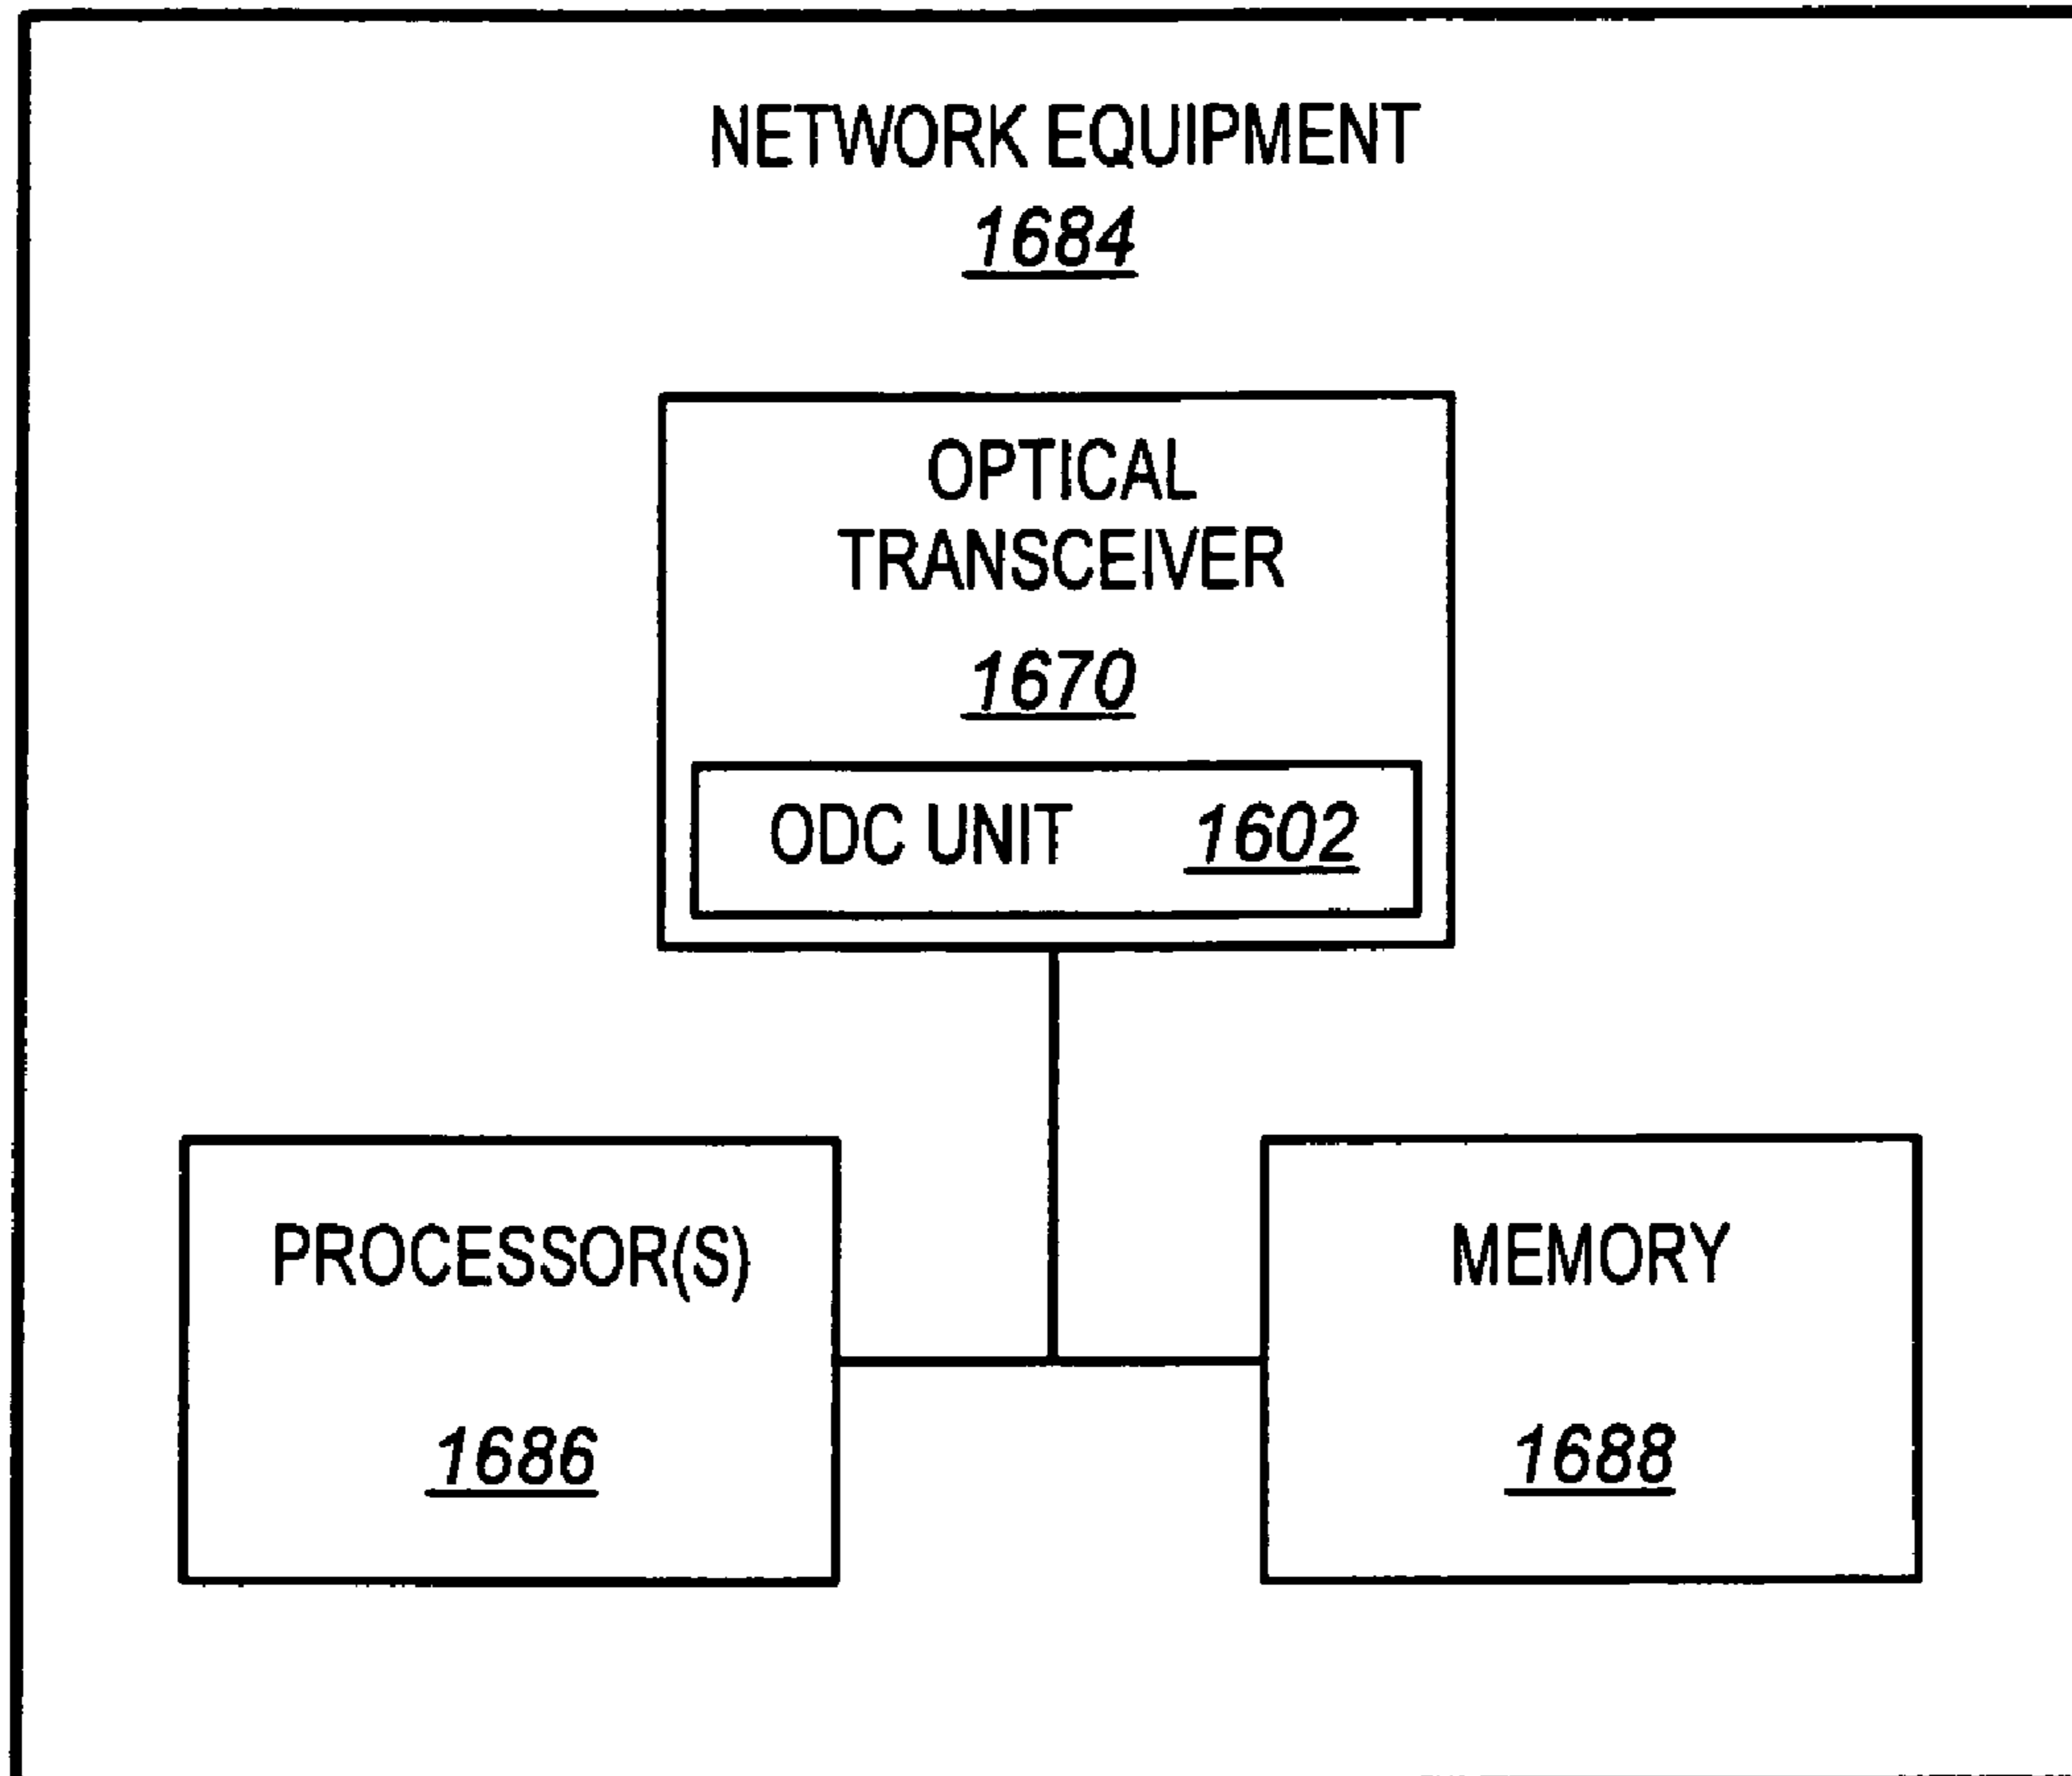 NETWORK EQUIPMENT
1684
OPTICAL
TRANSCEIVER
1670
ODC UNIT 1602
PROCESSOR(S)
1686
MEMORY
1688